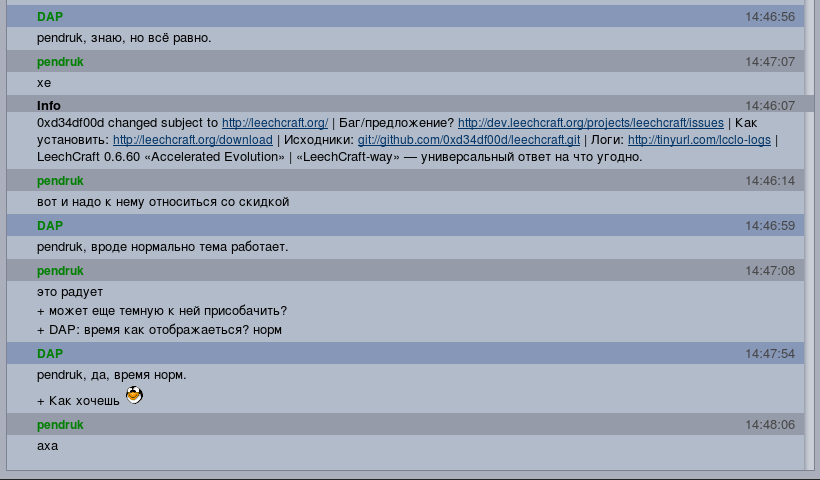 DAP 14:46:56
pendruk, знаю, но всё равно.
pendruk 14:47:07
хе
Info 14:46:07
0xd34df00d changed subject to http://leechcraft.org/ | Баг/предложение? http://dev.leechcraft.org/projects/leechcraft/issues | Как
установить: http://leechcraft.org/download | Исходники: git://github.com/0xd34df00d/leechcraft.git | Логи: http://tinyurl.com/lcclo-logs |
LeechCraft 0.6.60 «Accelerated Evolution» | «LeechCraft-way» — универсальный ответ на что угодно.
pendruk 14:46:14
вот и надо к нему относиться со скидкой
DAP 14:46:59
pendruk, вроде нормально тема работает.
pendruk 14:47:08
это радует
+ может еще темную к ней присобачить?
+ DAP: время как отображаеться? норм
DAP 14:47:54
pendruk, да, время норм.
+ Как хочешь
pendruk 14:48:06
аха